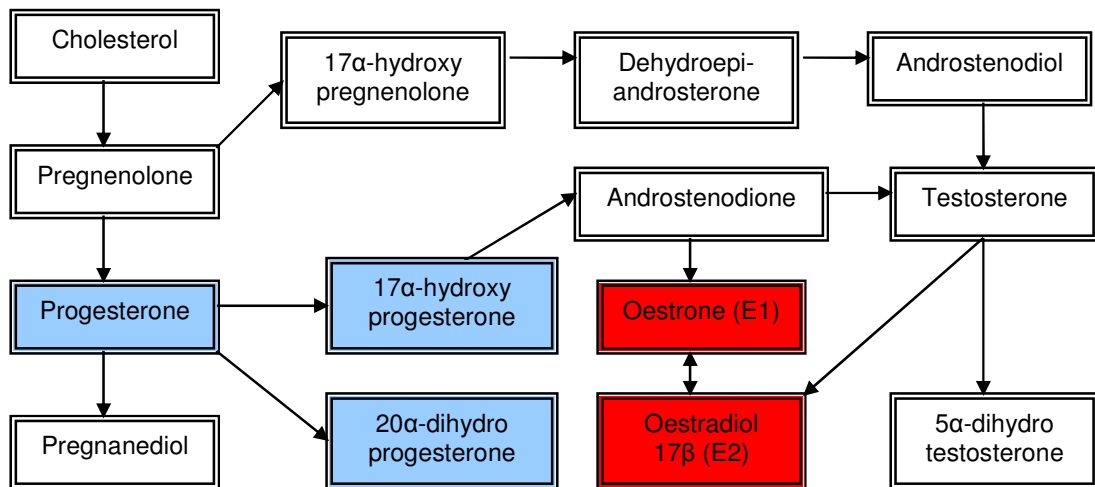 Cholesterol
17α-hydroxy
pregnenolone
Dehydroepi-
androsterone
Androstenodiol
Pregnenolone
Androstenodione
Testosterone
Progesterone
17α-hydroxy
progesterone
Oestrone (E1)
Pregnanediol
20α-dihydro
progesterone
Oestradiol
17β (E2)
5α-dihydro
testosterone